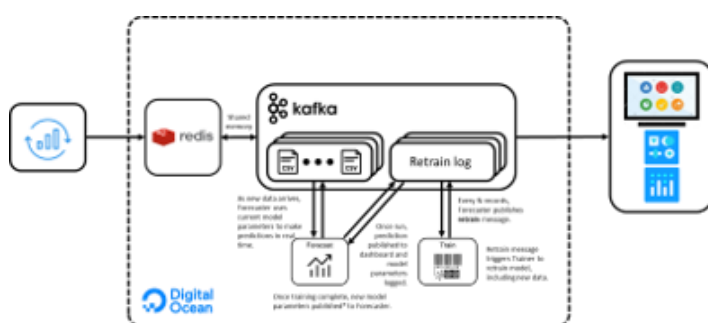 redis
Shared
memory.
kafka
CSV
CSV
Retrain log
As new data arrives,
Forecaster uses
current model
parameters to make
predictions in real
time.
Forecast
Once run,
prediction
published to
dashboard and
model
parameters
logged.
Every N records,
Forecaster publishes
retrain message.
Train
Retrain message
triggers Trainer to
retrain model,
including new data.
Once training complete, new model
parameters published* to Forecaster.
Digital
Ocean